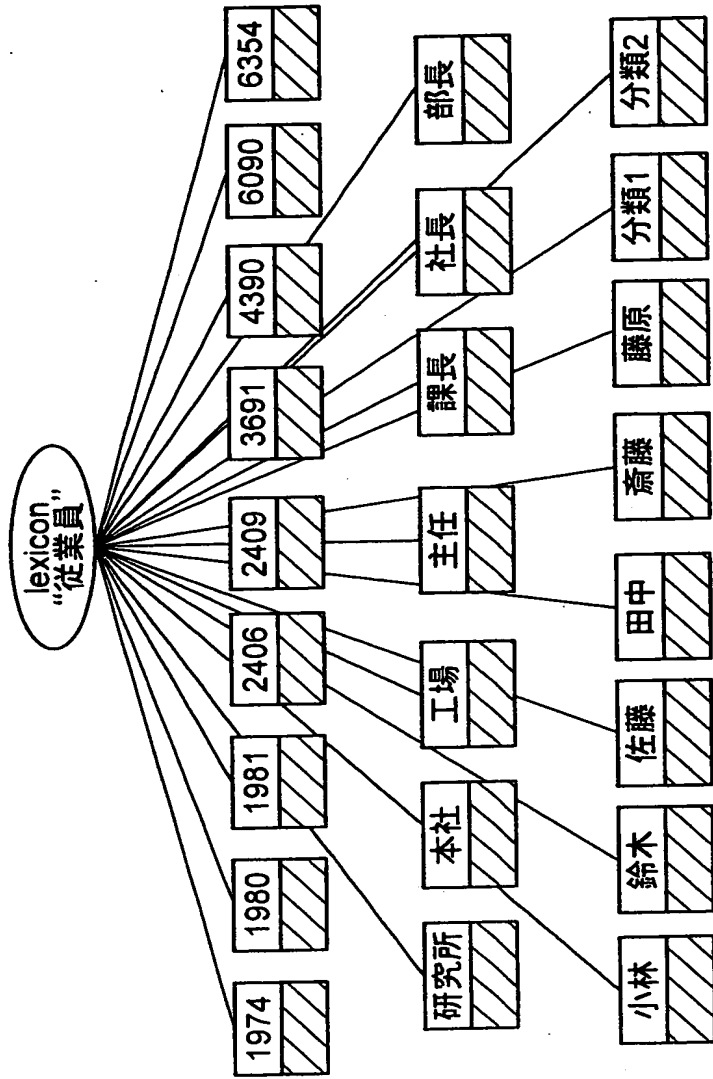 lexicon
“従業員”
1974
1980
1981
2406
2409
3691
4390
6090
6354
研究所
本社
工場
主任
課長
社長
部長
小林
鈴木
佐藤
田中
斎藤
藤原
分類1
分類2